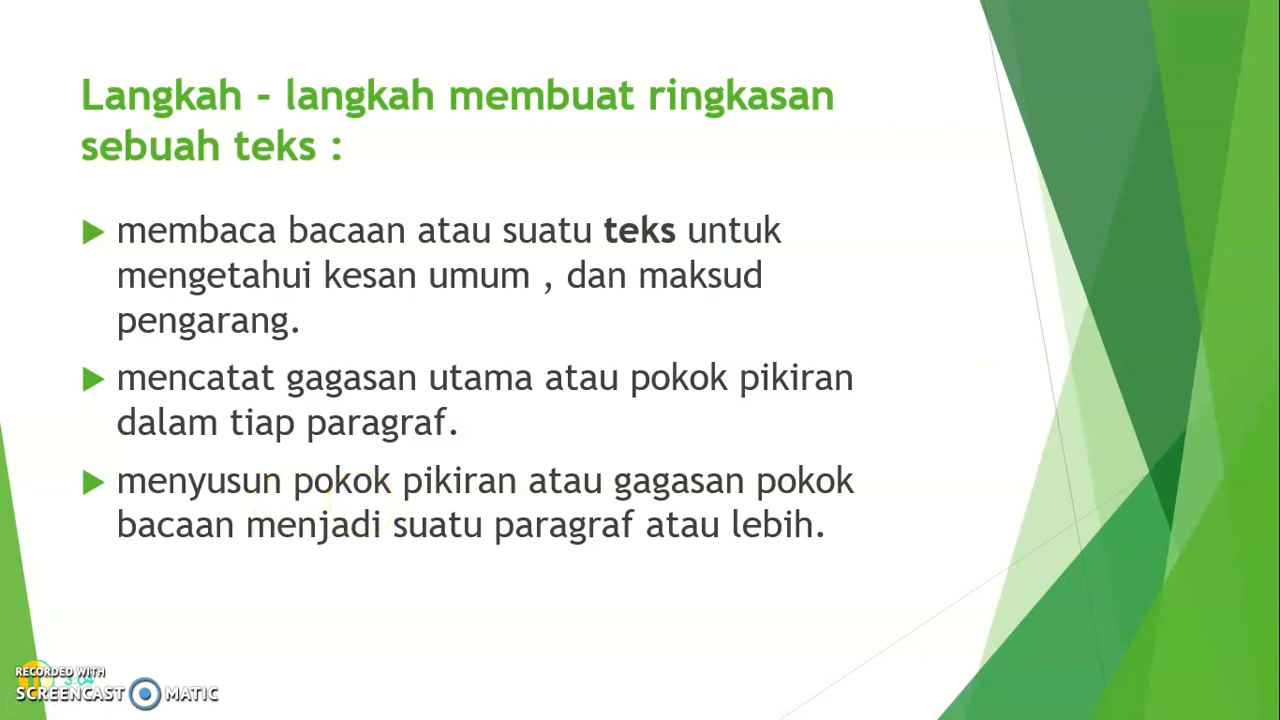 Langkah - langkah membuat ringkasan
sebuah teks :
membaca bacaan atau suatu teks untuk
mengetahui kesan umum , dan maksud
pengarang.
mencatat gagasan utama atau pokok pikiran
dalam tiap paragraf.
menyusun pokok pikiran atau gagasan pokok
bacaan menjadi suatu paragraf atau lebih.
RECORDED WITH
SCREENCAST MATIC